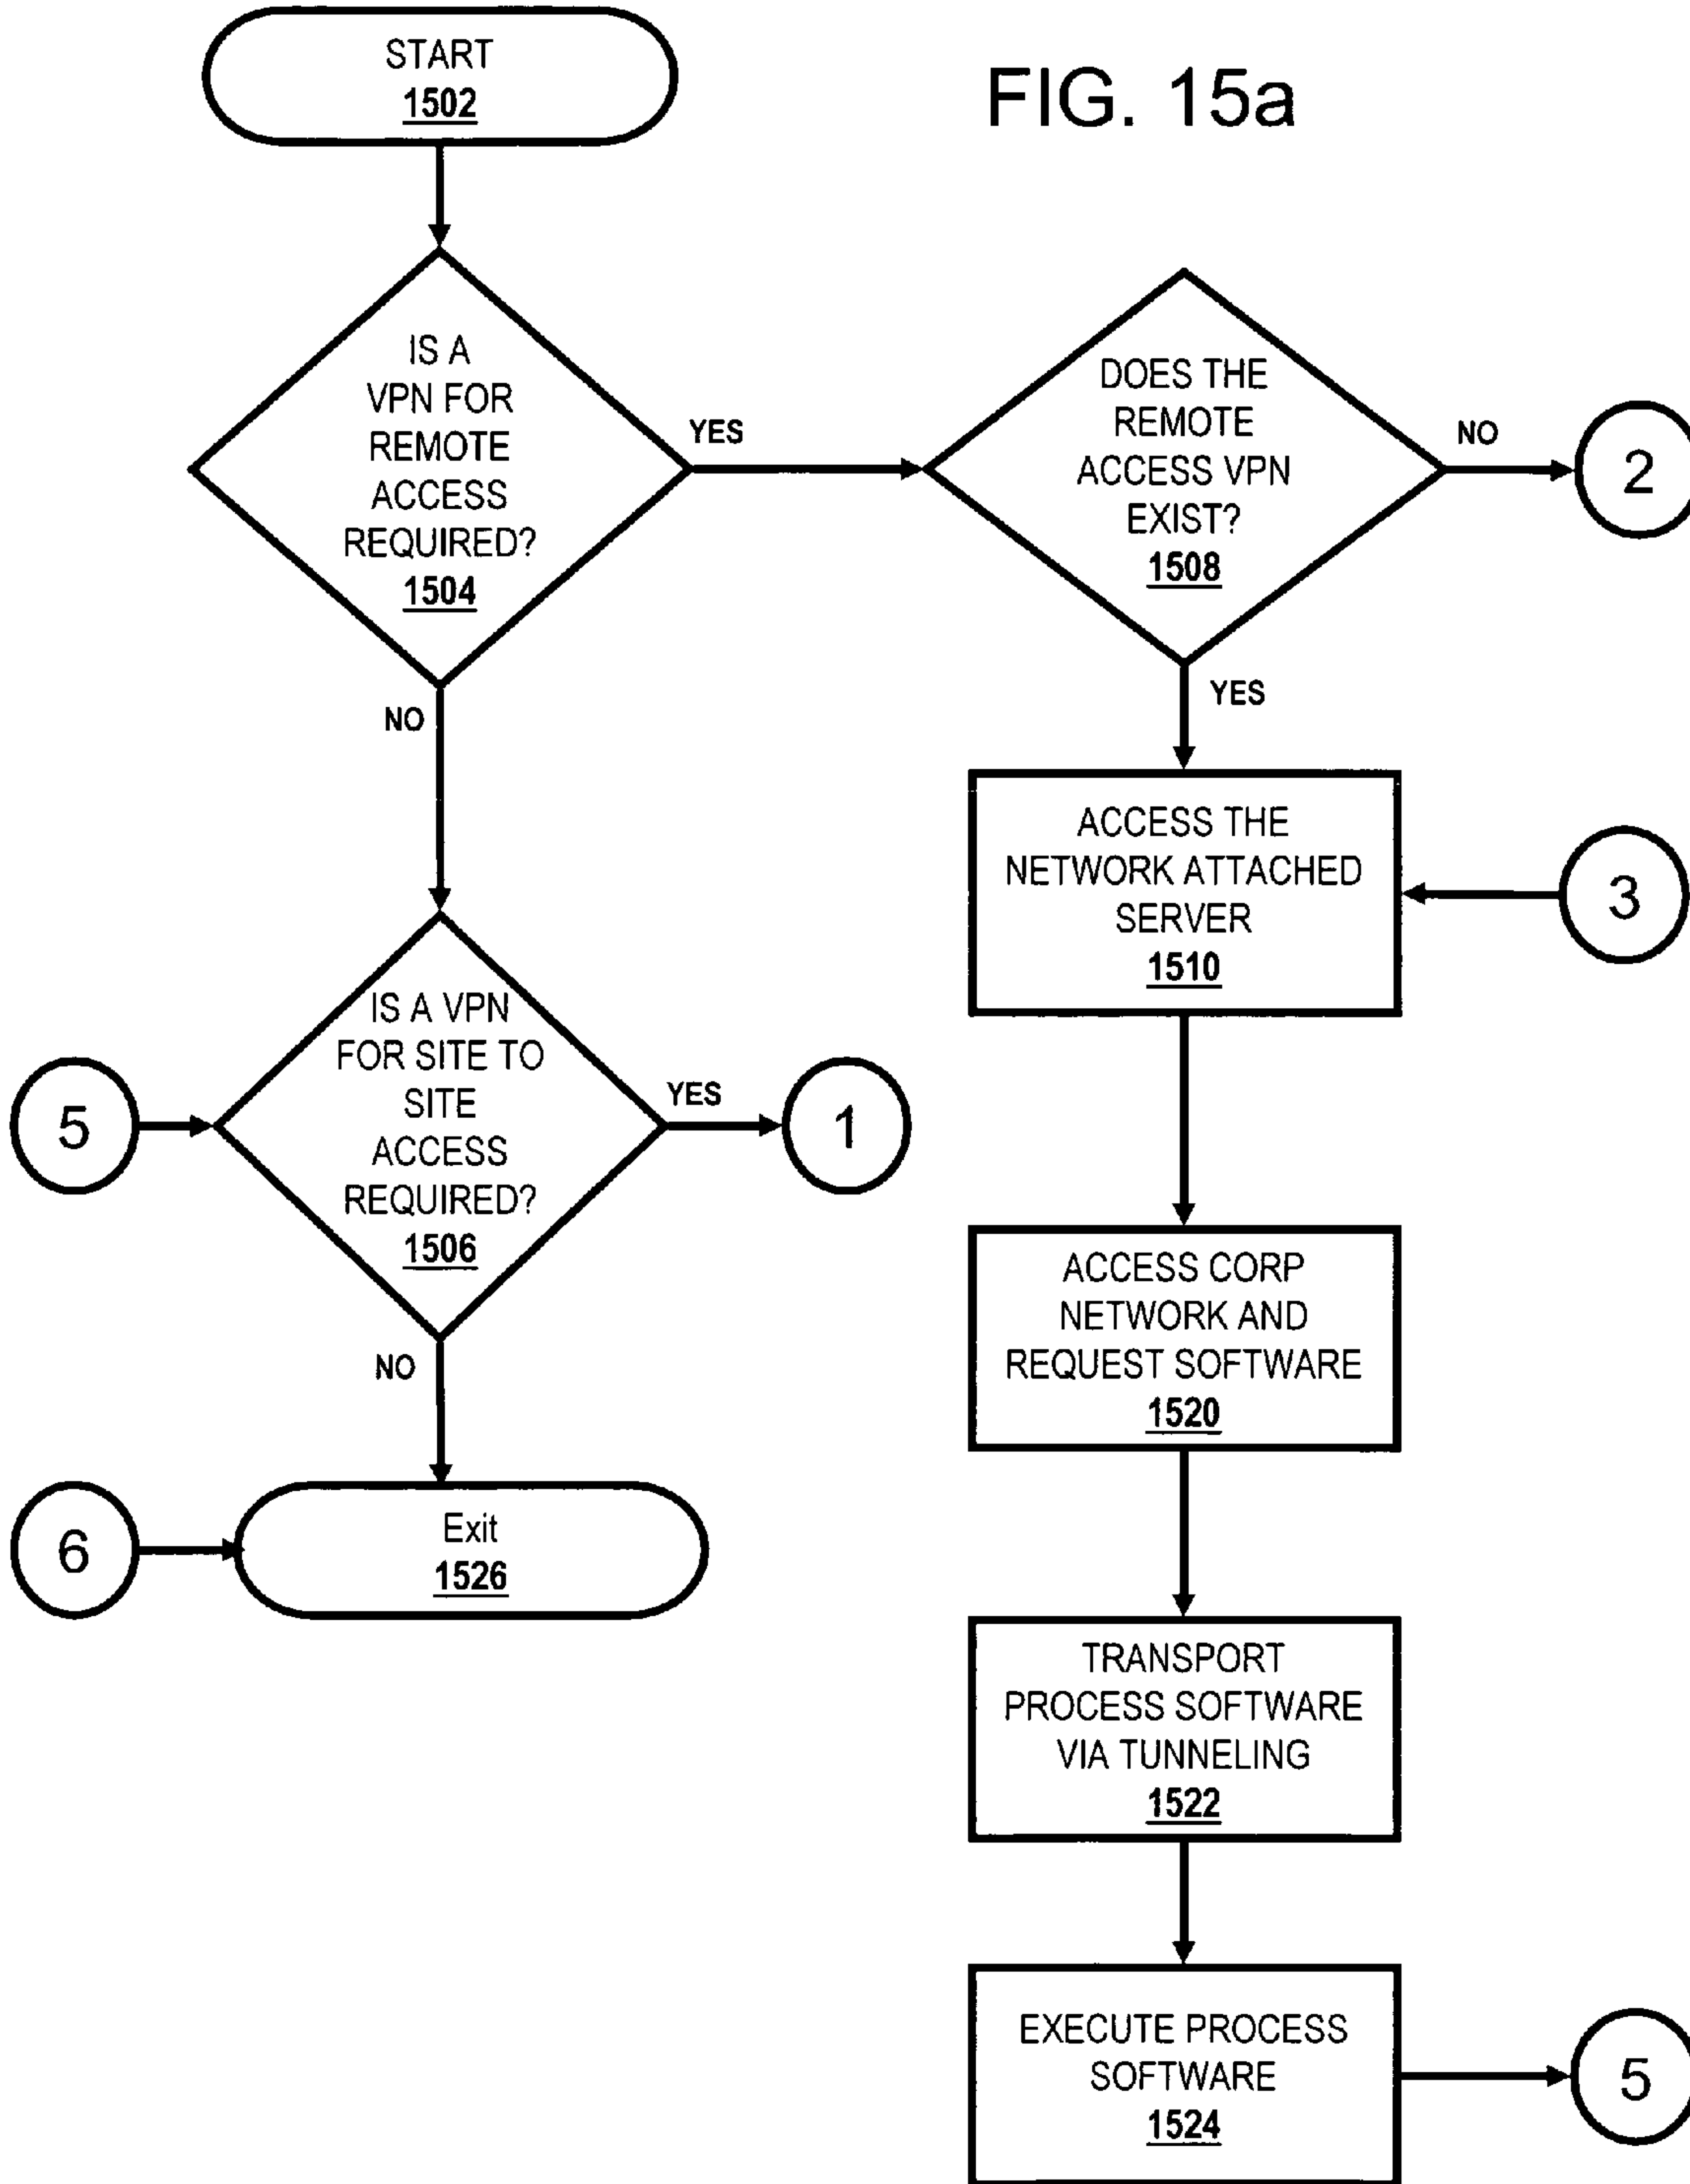 START
1502
FIG. 15a
IS A
VPN FOR
REMOTE
ACCESS
REQUIRED?
1504
YES
NO
DOES THE
REMOTE
ACCESS VPN
EXIST?
1508
NO
2
YES
ACCESS THE
NETWORK ATTACHED
SERVER
1510
3
5
IS A VPN
FOR SITE TO
SITE
ACCESS
REQUIRED?
1506
YES
1
NO
6
Exit
1526
ACCESS CORP
NETWORK AND
REQUEST SOFTWARE
1520
TRANSPORT
PROCESS SOFTWARE
VIA TUNNELING
1522
EXECUTE PROCESS
SOFTWARE
1524
5